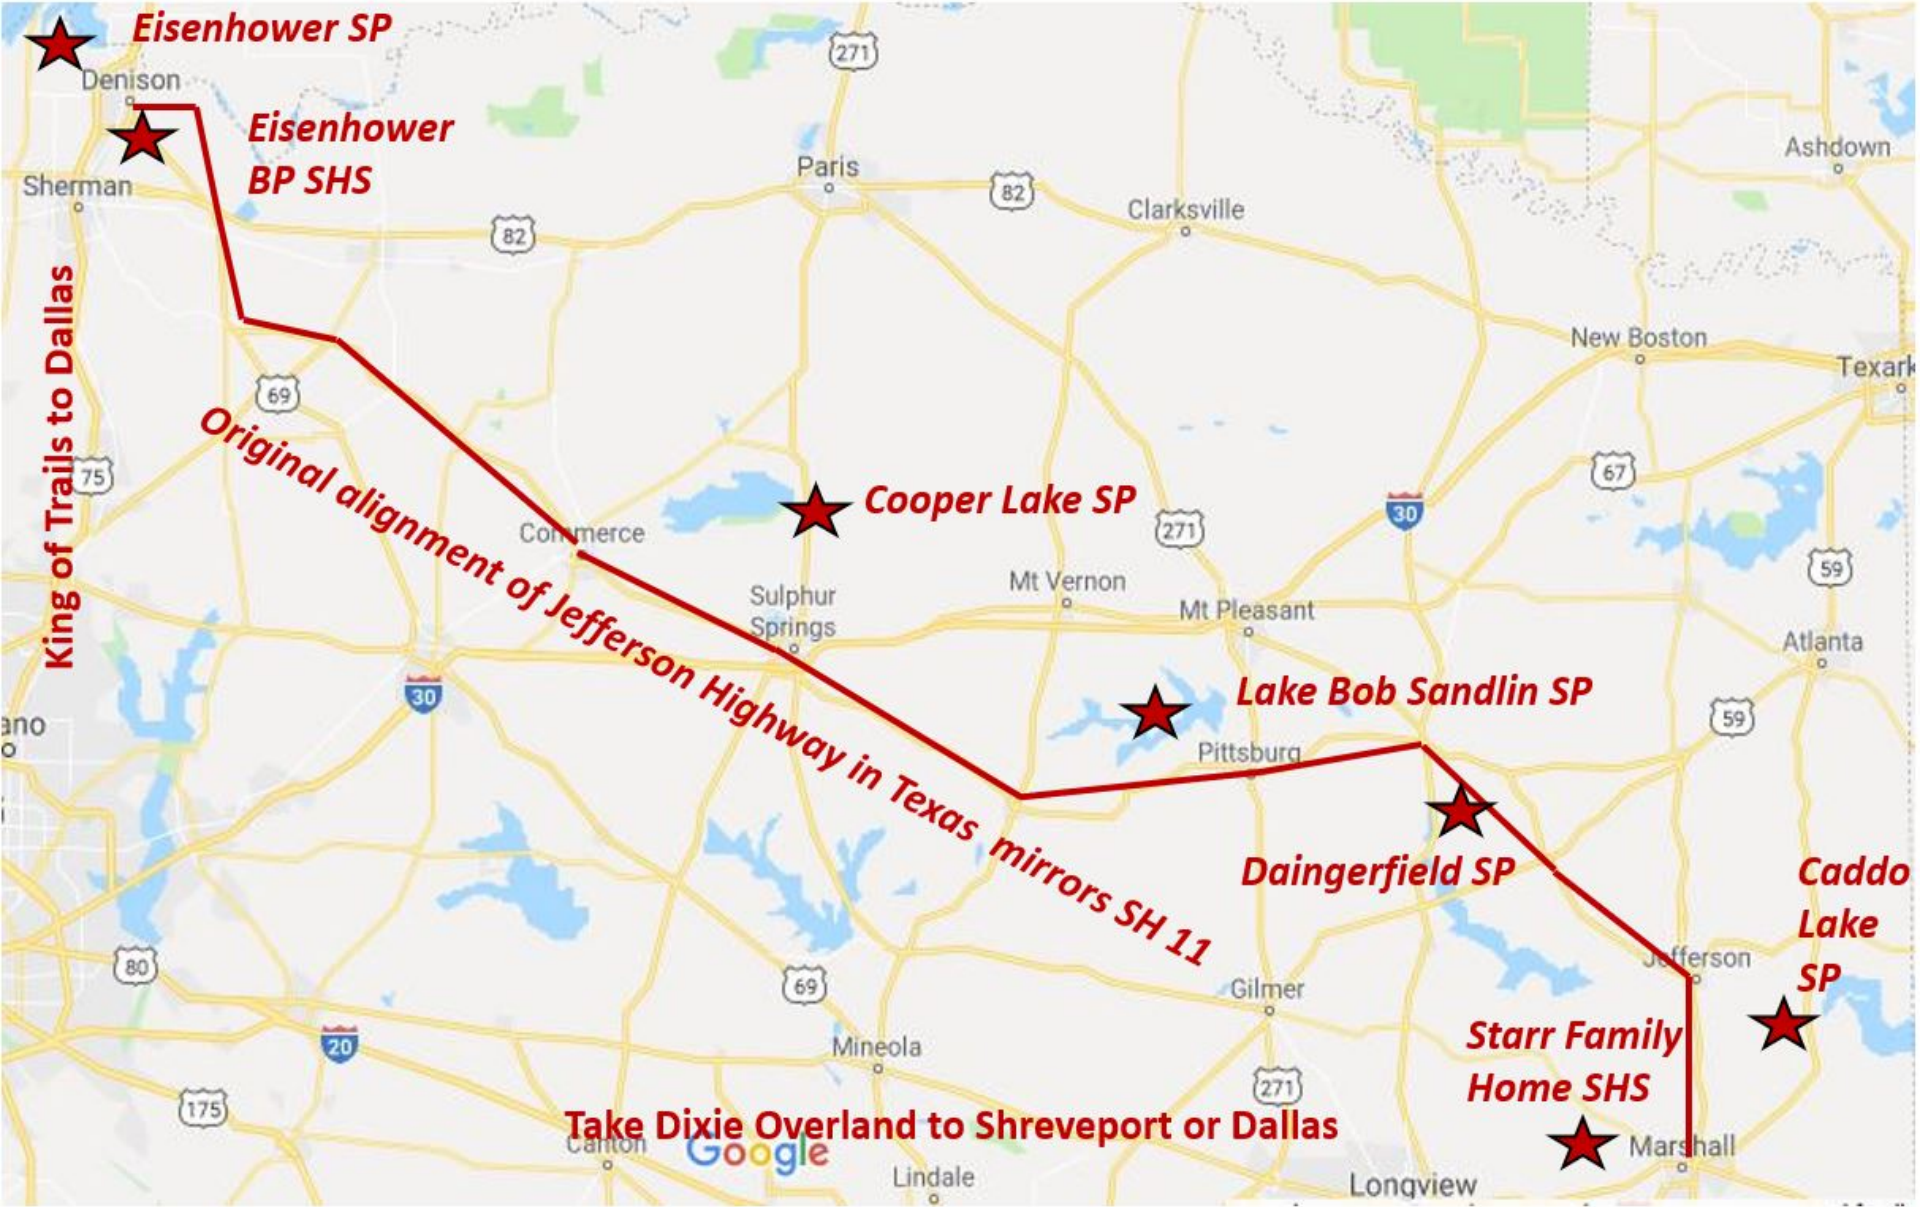 Eisenhower SP
Denison
271
Eisenhower
BP SHS
Ashdown
Paris
Sherman
82
Clarksville
82
King of Trails to Dallas
New Boston
Texark
69
Original alignment of Jefferson Highway in Texas mirrors SH 11
75
67
Cooper Lake SP
30
271
Commerce
59
Mt Vernon
Sulphur
Springs
Mt Pleasant
Atlanta
30
Lake Bob Sandlin SP
59
ano
Pittsburg
Daingerfield SP
Caddo
Lake
SP
80
Jefferson
69
Gilmer
Starr Family
Home SHS
20
Mineola
271
175
Take Dixie Overland to Shreveport or Dallas
Canton
Google
Marshall
Lindale
Longview